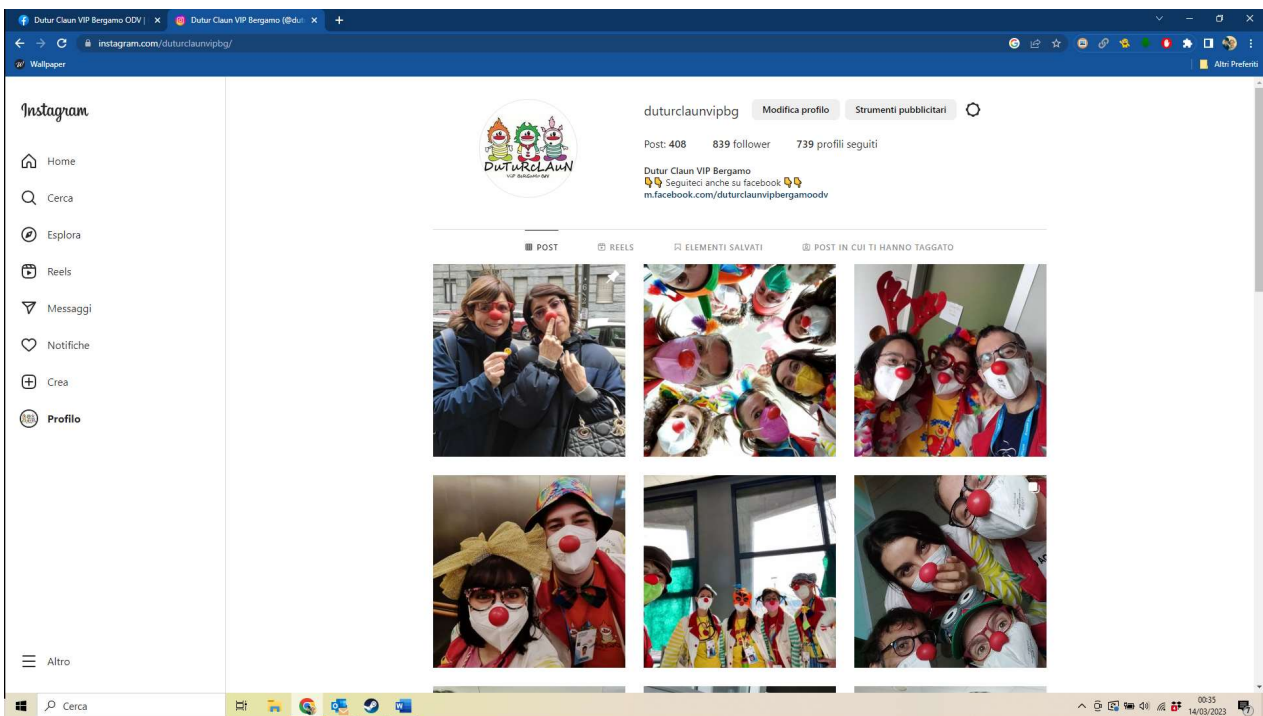 Dutur Claun VIP Bergamo ODV |
Dutur Claun VIP Bergamo (@dut
instagram.com/duturclaunvipbg/
Wallpaper
Altri Preferiti
Instagram
Home
Cerca
Esplora
Reels
Messaggi
Notifiche
Crea
Profilo
Altro
DuTuRcLAuN
VIP BERGAMO ODV
duturclaunvipbg Modifica profilo Strumenti pubblicitari
Post: 408 839 follower 739 profili seguiti
Dutur Claun VIP Bergamo
👇👇 Seguiteci anche su facebook 👇👇
m.facebook.com/duturclaunvipbergamoodv
POST REELS ELEMENTI SALVATI POST IN CUI TI HANNO TAGGATO
Cerca
00:35
14/03/2023